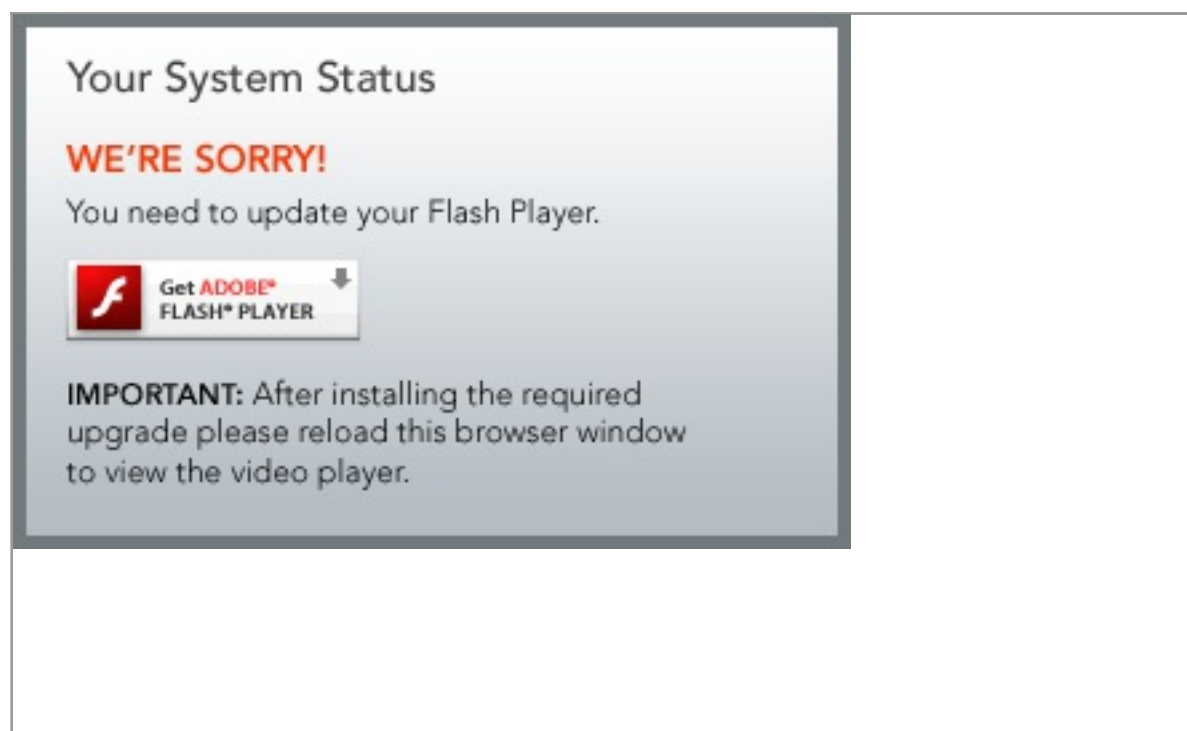 Your System Status
WE'RE SORRY!
You need to update your Flash Player.
Get ADOBE®
FLASH® PLAYER
IMPORTANT: After installing the required
upgrade please reload this browser window
to view the video player.